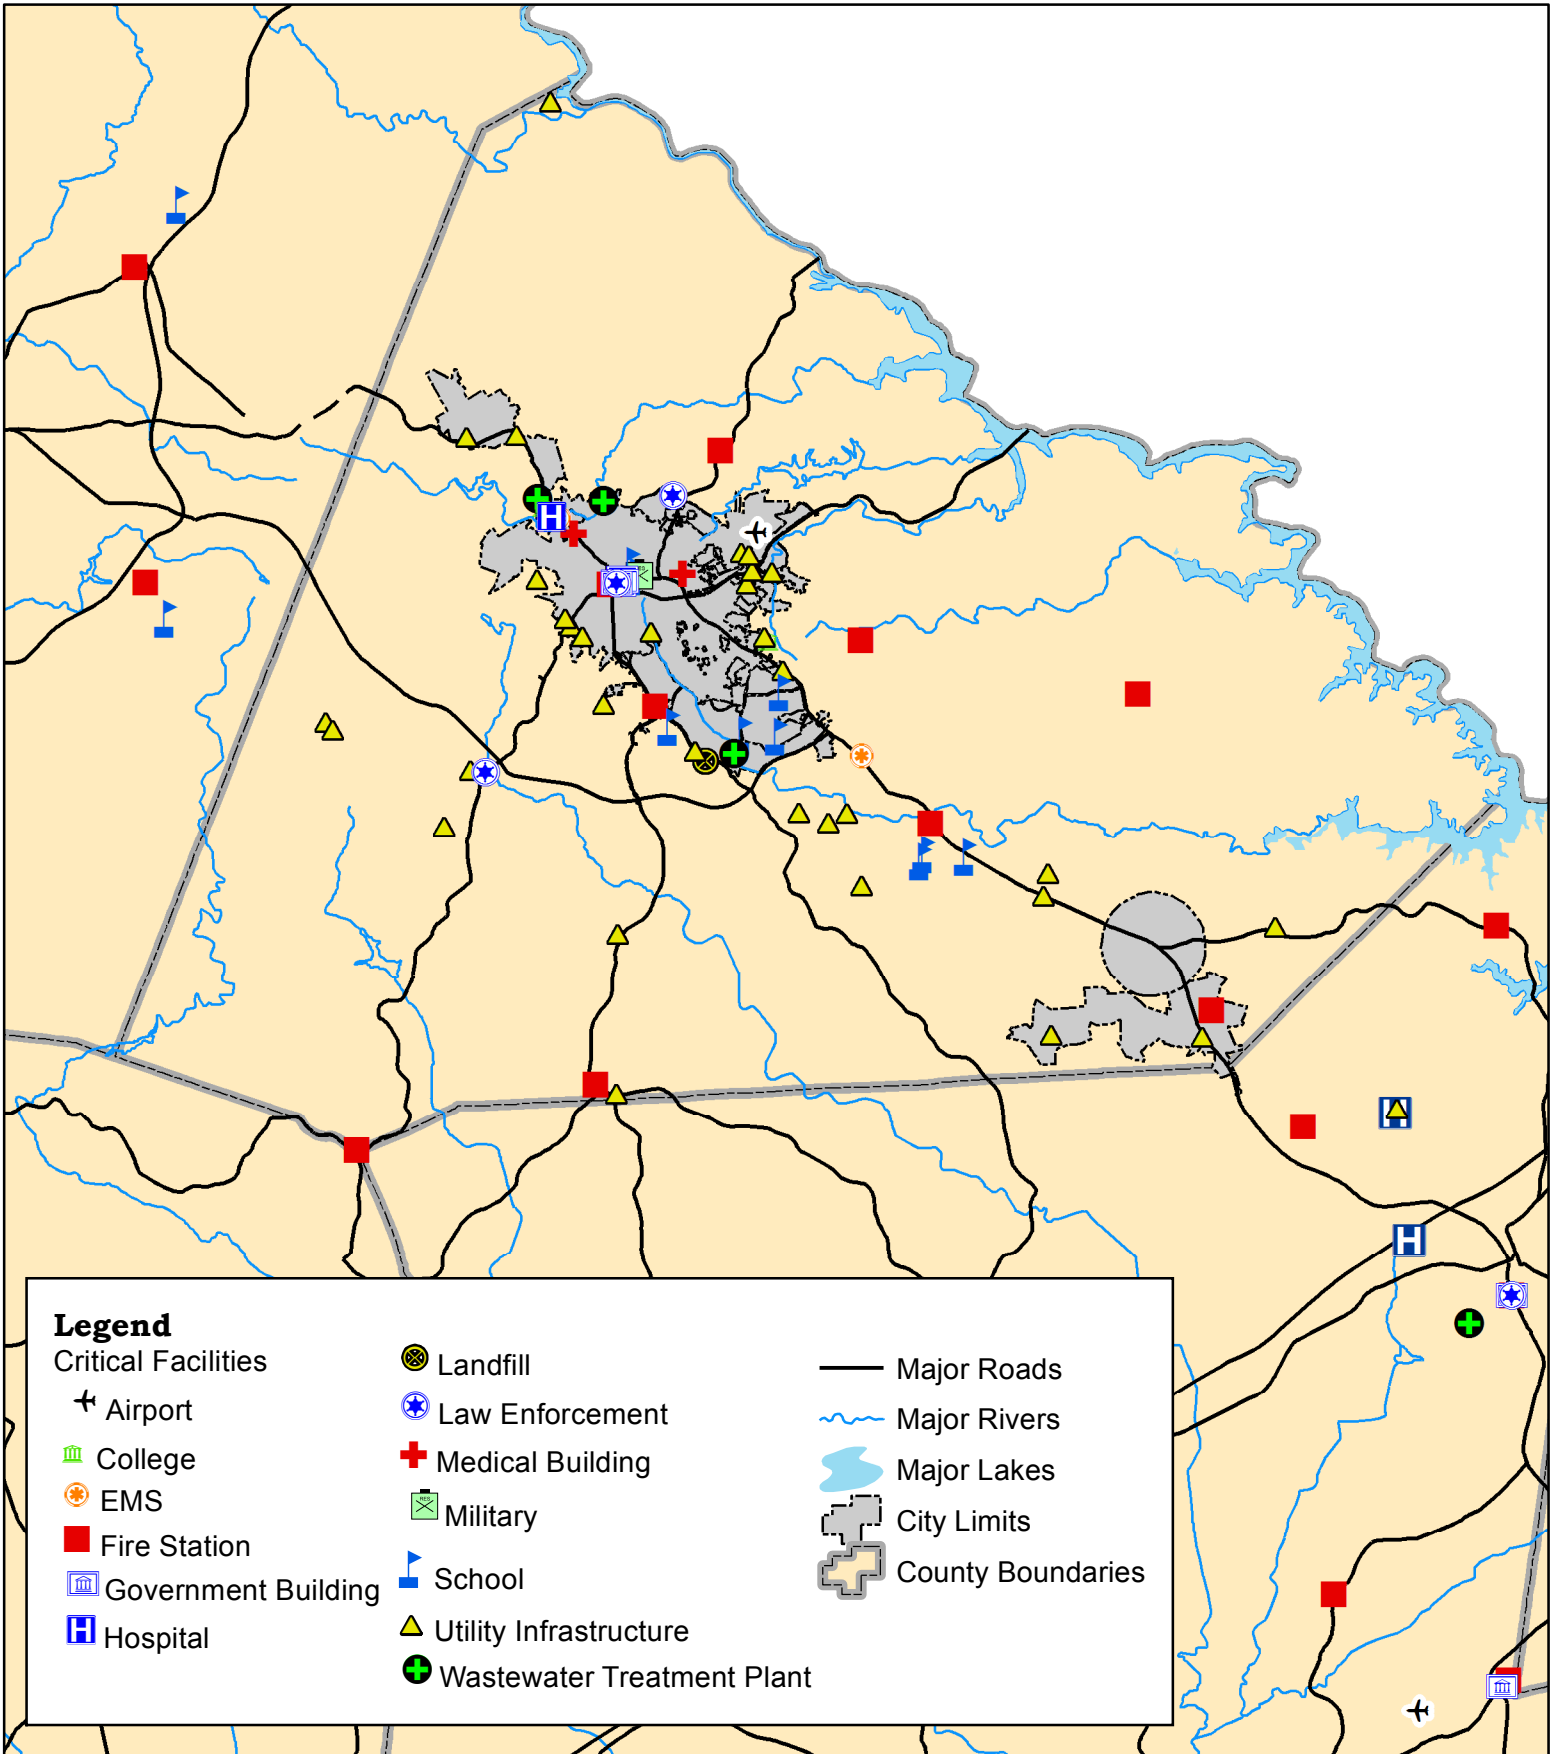 Legend
Critical Facilities
Airport
College
EMS
Fire Station
Government Building
Hospital
Landfill
Law Enforcement
Medical Building
RES
Military
School
Utility Infrastructure
Wastewater Treatment Plant
Major Roads
Major Rivers
Major Lakes
City Limits
County Boundaries